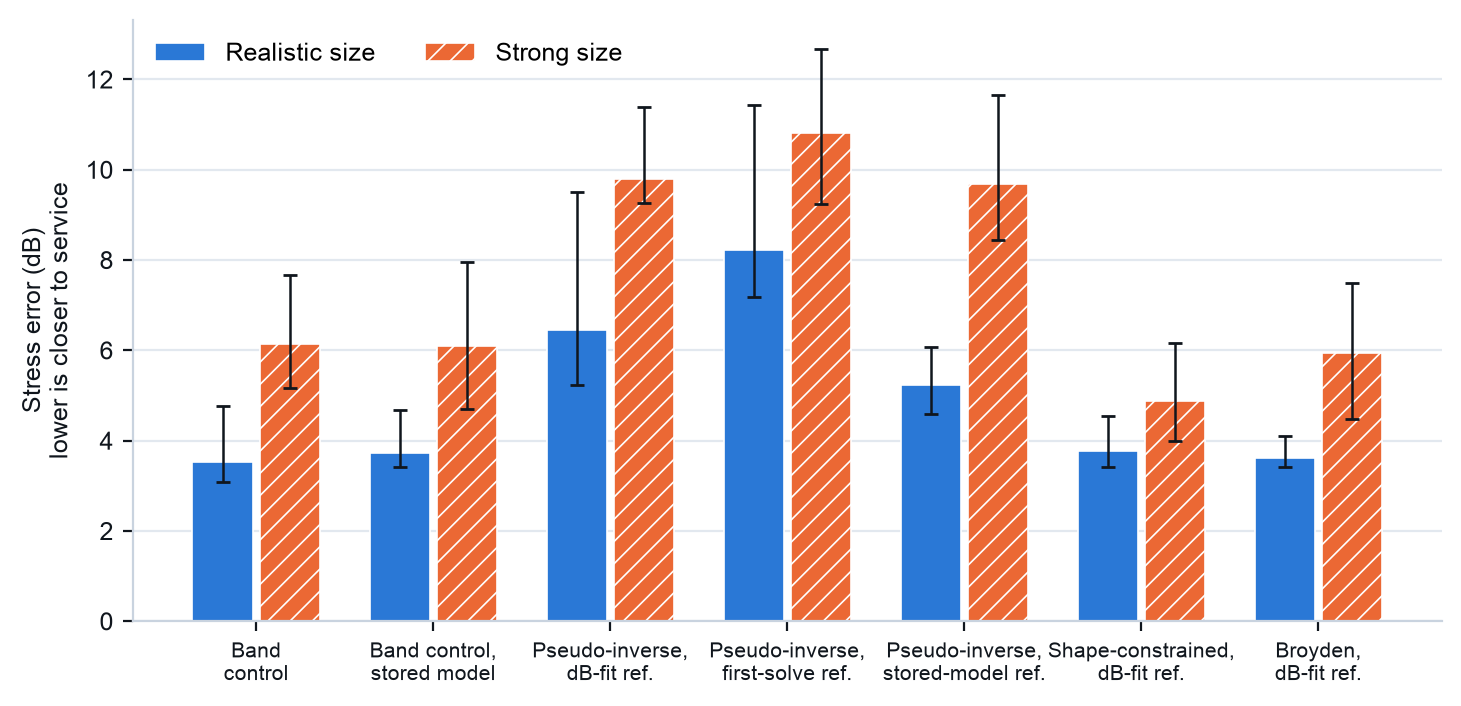 Realistic size
Strong size
Stress error (dB)
lower is closer to service
12
10
8
6
4
2
0
Band
control
Band control,
stored model
Pseudo-inverse,
dB-fit ref.
Pseudo-inverse,
first-solve ref.
Pseudo-inverse,
stored-model ref.
Shape-constrained,
dB-fit ref.
Broyden,
dB-fit ref.